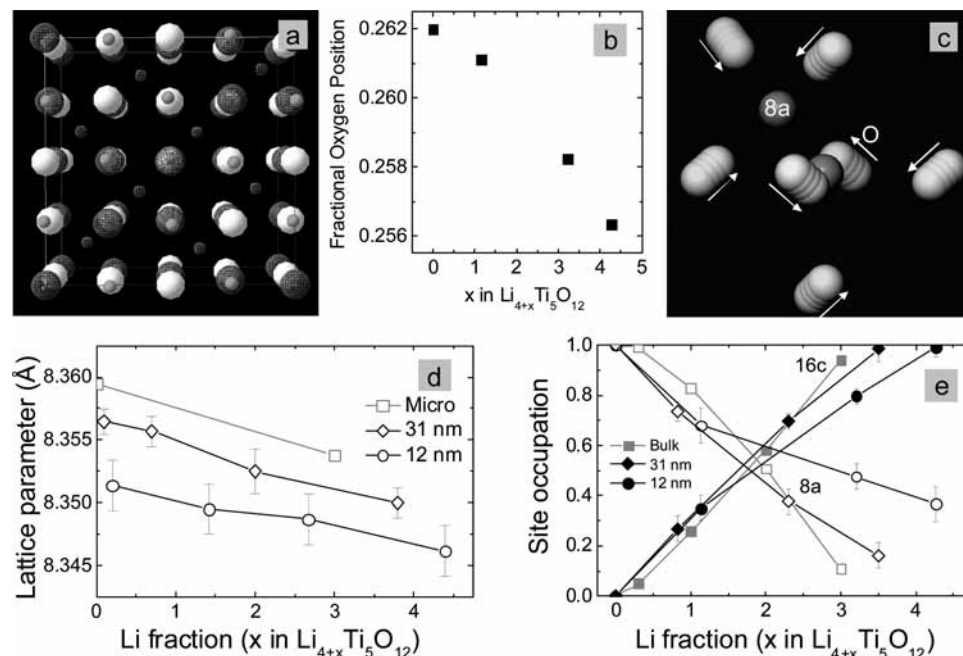 a
b
Fractional Oxygen Position
0.262
0.260
0.258
0.256
0 1 2 3 4 5
x in Li₄₊ₓTi₅O₁₂
c
8a
O
d
Lattice parameter (Å)
8.360
8.355
8.350
8.345
Micro
31 nm
12 nm
0 1 2 3 4
Li fraction (x in Li₄₊ₓTi₅O₁₂)
e
Site occupation
1.0
0.8
0.6
0.4
0.2
0.0
16c
Bulk
31 nm
12 nm
8a
0 1 2 3 4
Li fraction (x in Li₄₊ₓTi₅O₁₂)